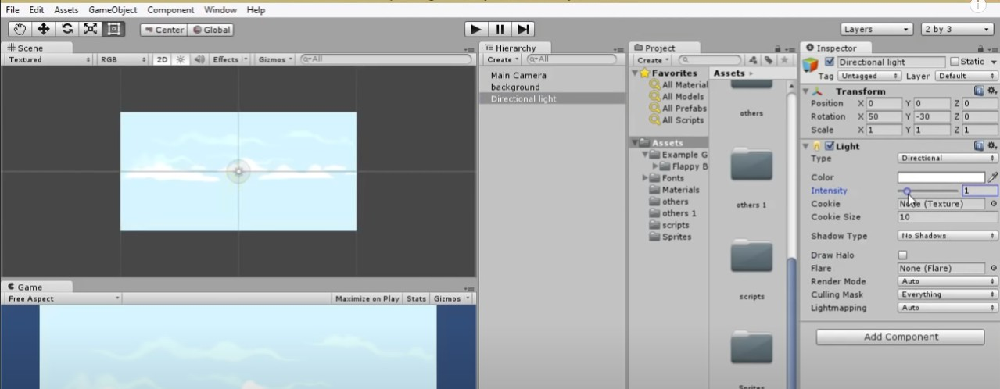 File Edit Assets GameObject Component Window Help
Center Global
Layers 2 by 3
Scene
Textured RGB 2D Effects Gizmos All
Game
Free Aspect Maximize on Play Stats Gizmos
Hierarchy
Create All
Main Camera
background
Directional light
Project
Create
Favorites
All Material
All Models
All Prefabs
All Scripts
Assets
Example G
Flappy B
Fonts
Materials
others
others 1
scripts
Sprites
Assets
others
others 1
scripts
Sprites
Inspector
Directional light Static
Tag Untagged Layer Default
Transform
Position X 0 Y 0 Z 0
Rotation X 50 Y -30 Z 0
Scale X 1 Y 1 Z 1
Light
Type Directional
Color
Intensity 1
Cookie None (Texture)
Cookie Size 10
Shadow Type No Shadows
Draw Halo
Flare None (Flare)
Render Mode Auto
Culling Mask Everything
Lightmapping Auto
Add Component